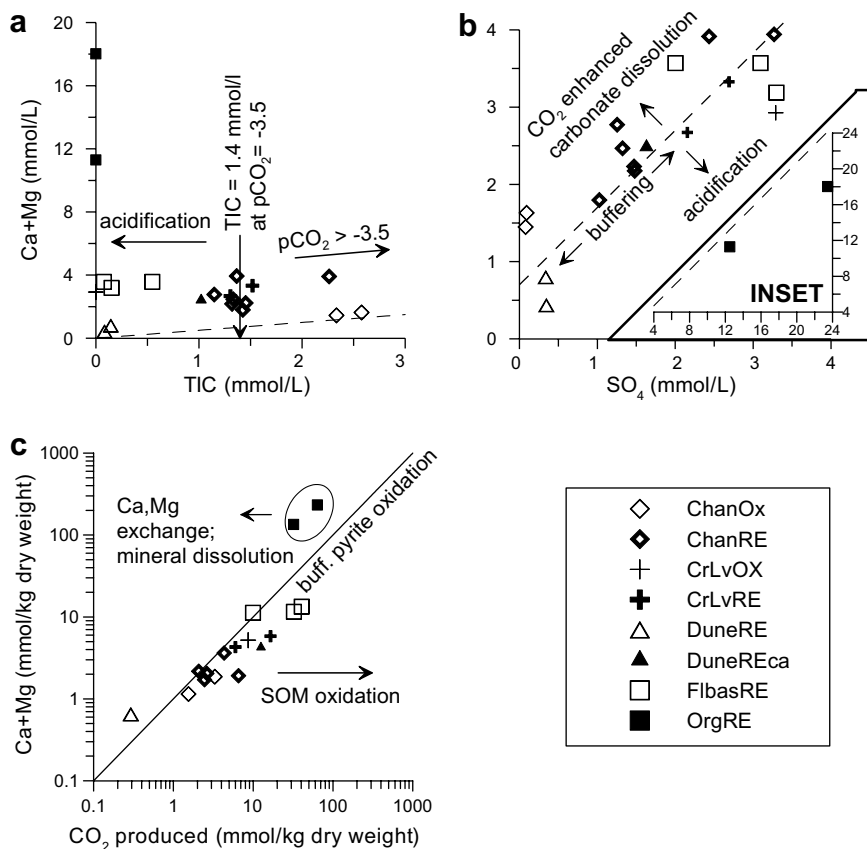 a
20
16
12
8
4
0
Ca+Mg (mmol/L)
0
1
2
3
TIC (mmol/L)
acidification
TIC = 1.4 mmol/l
at pCO2= -3.5
pCO2 > -3.5
b
4
3
2
1
0
0
1
2
3
4
SO4 (mmol/L)
CO2 enhanced
carbonate dissolution
buffering
acidification
INSET
24
20
16
12
8
4
4
8
12
16
20
24
c
1000
100
10
1
0.1
Ca+Mg (mmol/kg dry weight)
0.1
1
10
100
1000
CO2 produced (mmol/kg dry weight)
Ca,Mg
exchange;
mineral dissolution
buff. pyrite oxidation
SOM oxidation
ChanOx
ChanRE
CrLvOX
CrLvRE
DuneRE
DuneREca
FlbasRE
OrgRE